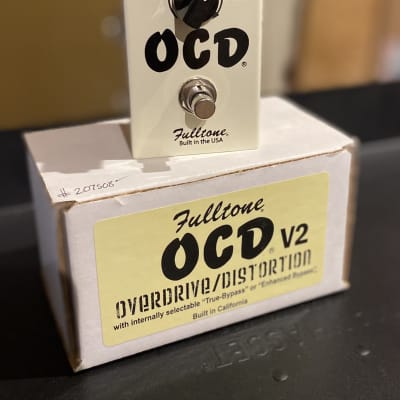 OCD®
Fulltone®
Built in the USA
# 207508
Fulltone®
OCD® V2
OVERDRIVE/DISTORTION
with internally selectable "True-Bypass" or "Enhanced Bypass".
Built in California